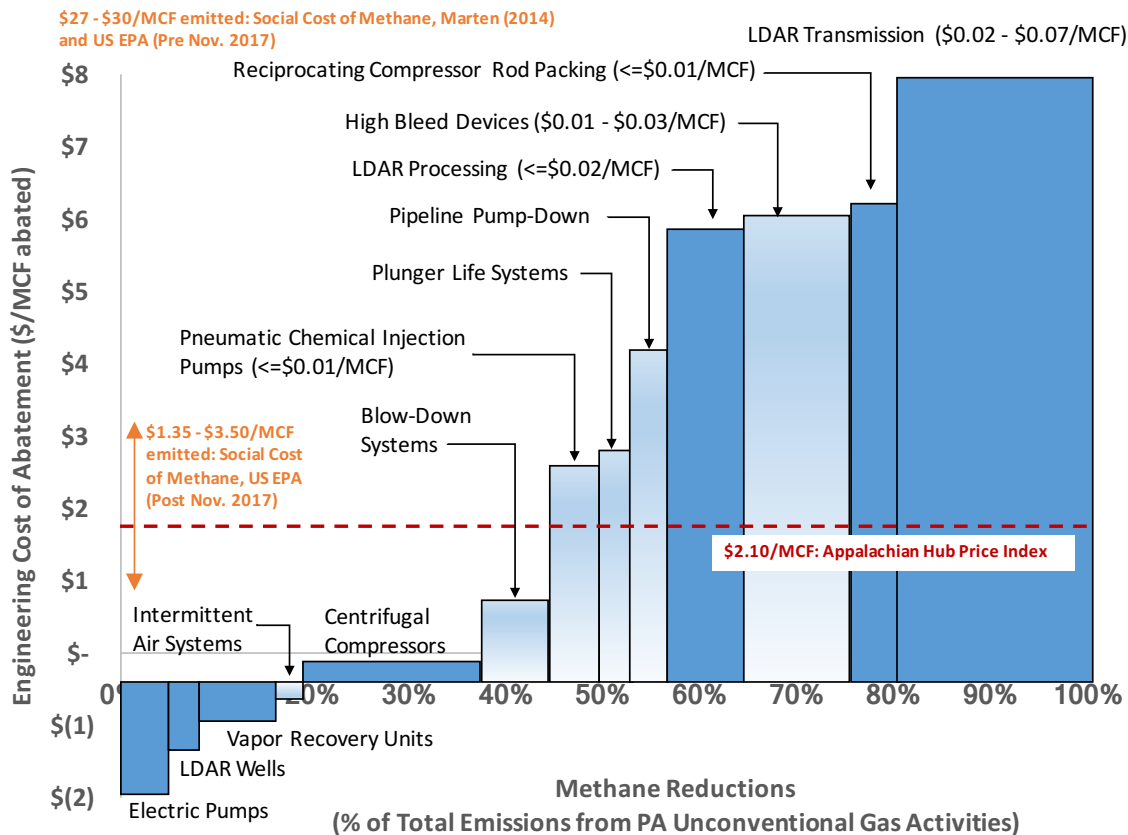 $27 - $30/MCF emitted: Social Cost of Methane, Marten (2014)
and US EPA (Pre Nov. 2017)
LDAR Transmission ($0.02 - $0.07/MCF)
Reciprocating Compressor Rod Packing (<=$0.01/MCF)
High Bleed Devices ($0.01 - $0.03/MCF)
LDAR Processing (<=$0.02/MCF)
Pipeline Pump-Down
Plunger Life Systems
Pneumatic Chemical Injection
Pumps (<=$0.01/MCF)
Blow-Down
Systems
$1.35 - $3.50/MCF
emitted: Social Cost
of Methane, US EPA
(Post Nov. 2017)
$2.10/MCF: Appalachian Hub Price Index
Intermittent
Air Systems
Centrifugal
Compressors
Vapor Recovery Units
LDAR Wells
Electric Pumps
Engineering Cost of Abatement ($/MCF abated)
$8
$7
$6
$5
$4
$3
$2
$1
$-
$(1)
$(2)
0% 20% 30% 40% 50% 60% 70% 80% 90% 100%
Methane Reductions
(% of Total Emissions from PA Unconventional Gas Activities)